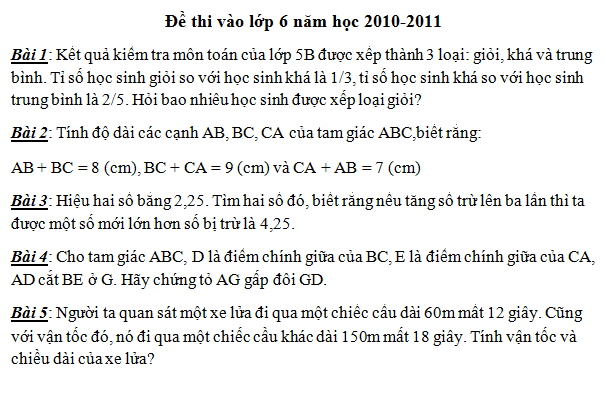 Đề thi vào lớp 6 năm học 2010-2011
Bài 1: Kết quả kiểm tra môn toán của lớp 5B được xếp thành 3 loại: giỏi, khá và trung
bình. Tỉ số học sinh giỏi so với học sinh khá là 1/3, tỉ số học sinh khá so với học sinh
trung bình là 2/5. Hỏi bao nhiêu học sinh được xếp loại giỏi?
Bài 2: Tính độ dài các cạnh AB, BC, CA của tam giác ABC,biết rằng:
AB + BC = 8 (cm), BC + CA = 9 (cm) và CA + AB = 7 (cm)
Bài 3: Hiệu hai số bằng 2,25. Tìm hai số đó, biết rằng nếu tăng số trừ lên ba lần thì ta
được một số mới lớn hơn số bị trừ là 4,25.
Bài 4: Cho tam giác ABC, D là điểm chính giữa của BC, E là điểm chính giữa của CA,
AD cắt BE ở G. Hãy chứng tỏ AG gấp đôi GD.
Bài 5: Người ta quan sát một xe lửa đi qua một chiếc cầu dài 60m mất 12 giây. Cũng
với vận tốc đó, nó đi qua một chiếc cầu khác dài 150m mất 18 giây. Tính vận tốc và
chiều dài của xe lửa?